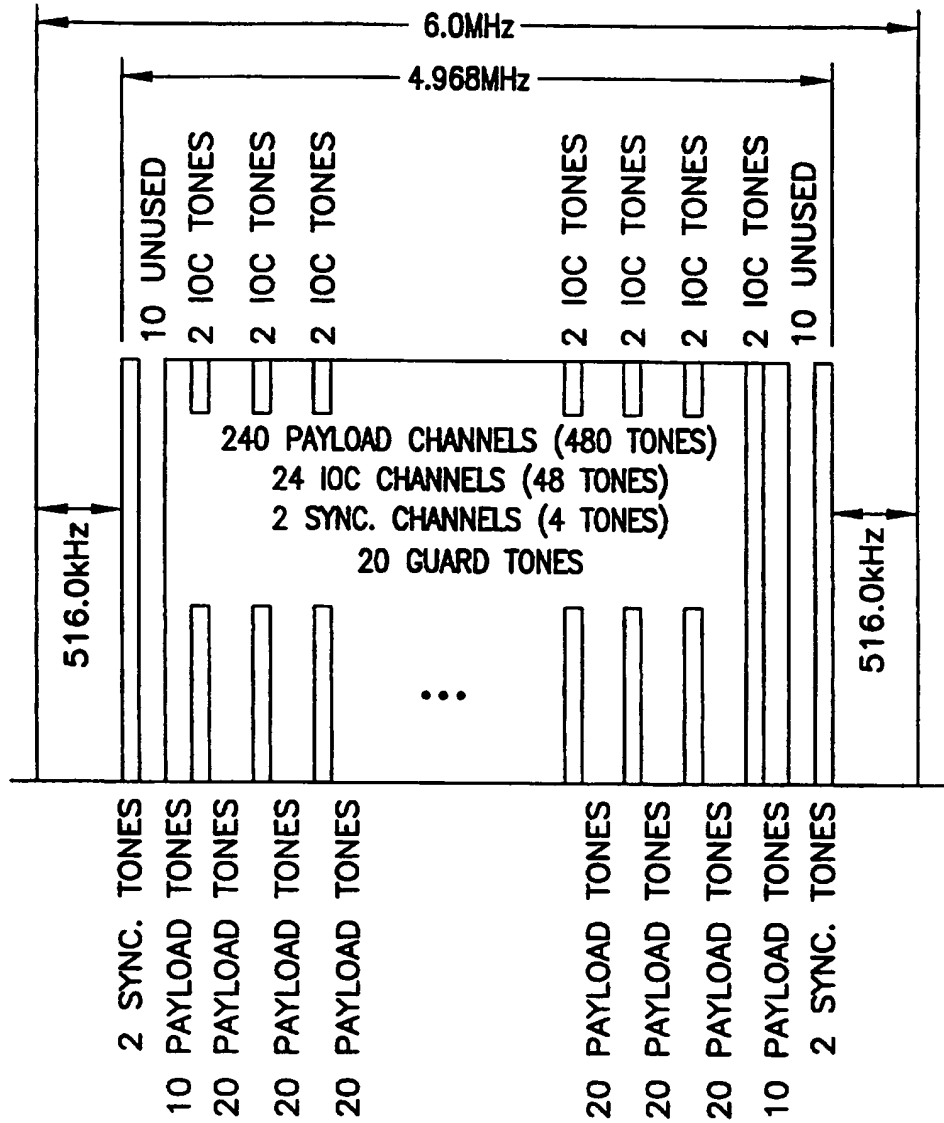 6.0MHz
4.968MHz
10 UNUSED
2 IOC TONES
2 IOC TONES
2 IOC TONES
2 IOC TONES
2 IOC TONES
2 IOC TONES
2 IOC TONES
10 UNUSED
240 PAYLOAD CHANNELS (480 TONES)
24 IOC CHANNELS (48 TONES)
2 SYNC. CHANNELS (4 TONES)
20 GUARD TONES
516.0kHz
516.0kHz
...
2 SYNC. TONES
10 PAYLOAD TONES
20 PAYLOAD TONES
20 PAYLOAD TONES
20 PAYLOAD TONES
20 PAYLOAD TONES
20 PAYLOAD TONES
20 PAYLOAD TONES
10 PAYLOAD TONES
2 SYNC. TONES